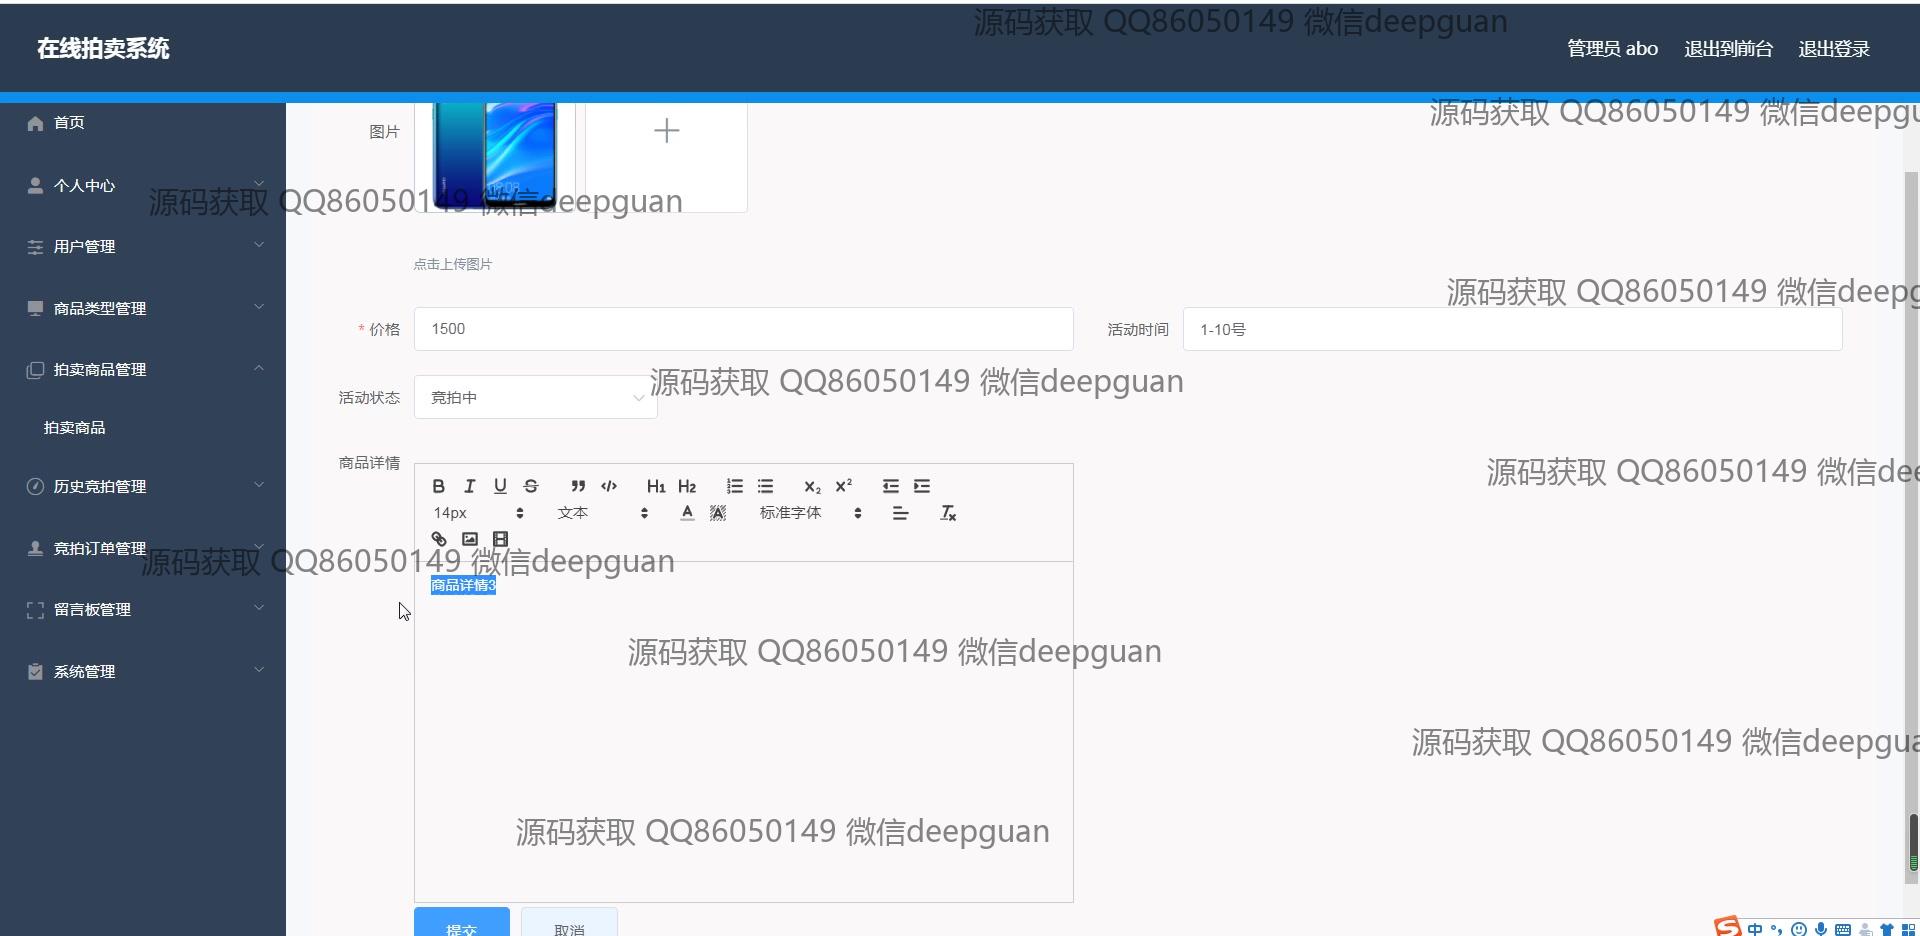 源码获取 QQ86050149 微信deepguan
在线拍卖系统
管理员 abo
退出到前台
退出登录
源码获取 QQ86050149 微信deepgu
首页
图片
个人中心
源码获取 QQ86050149 微信deepguan
用户管理
点击上传图片
源码获取 QQ86050149 微信deepg
商品类型管理
* 价格
1500
活动时间
1-10号
拍卖商品管理
源码获取 QQ86050149 微信deepguan
活动状态
竞拍中
拍卖商品
商品详情
源码获取 QQ86050149 微信dee
历史竞拍管理
B I U S H1 H2 X2 X2
14px
文本
A A
标准字体
Tx
竞拍订单管理
源码获取 QQ86050149 微信deepguan
商品详情3
留言板管理
源码获取 QQ86050149 微信deepguan
系统管理
源码获取 QQ86050149 微信deepgua
源码获取 QQ86050149 微信deepguan
提交
取消
中